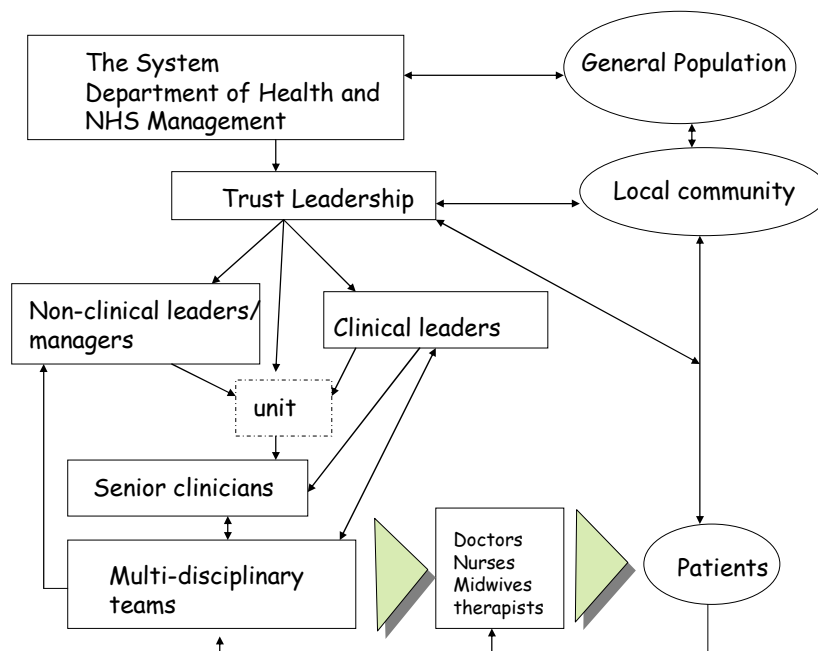 The System
Department of Health and
NHS Management
General Population
Trust Leadership
Local community
Non-clinical leaders/
managers
Clinical leaders
unit
Senior clinicians
Multi-disciplinary
teams
Doctors
Nurses
Midwives
therapists
Patients